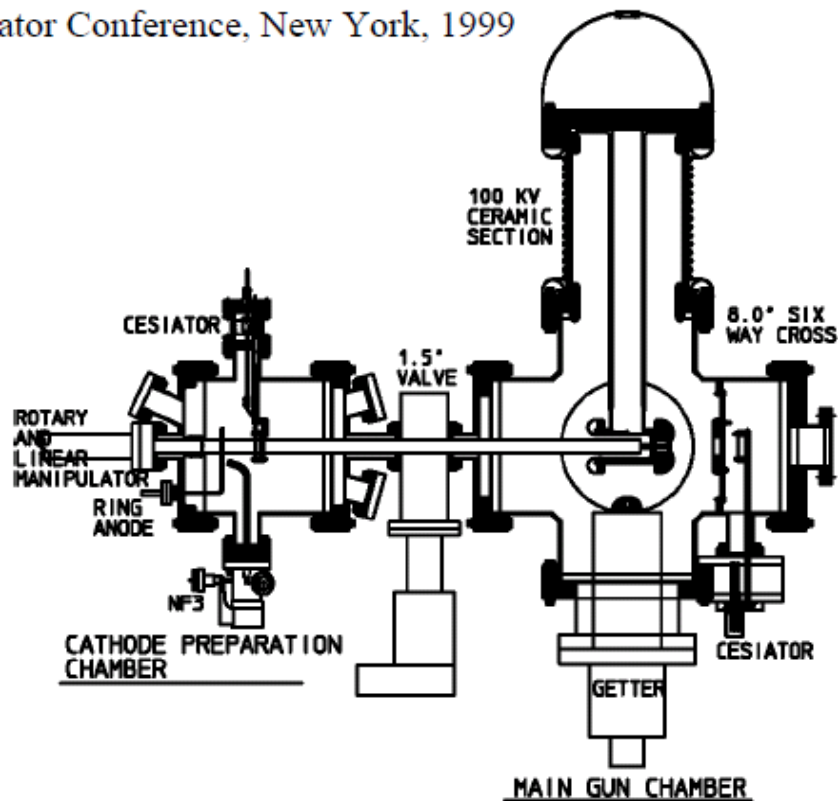 ator Conference, New York, 1999
100 KV
CERAMIC
SECTION
CESIATOR
1.5"
VALVE
8.0" SIX
WAY CROSS
ROTARY
AND
LINEAR
MANIPULATOR
RING
ANODE
NF3
CATHODE PREPARATION
CHAMBER
GETTER
CESIATOR
MAIN GUN CHAMBER